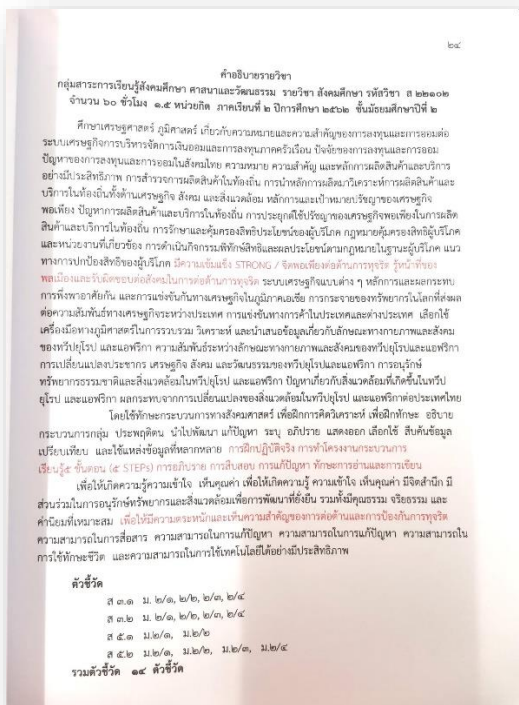 ๒๔
คำอธิบายรายวิชา
กลุ่มสาระการเรียนรู้สังคมศึกษา ศาสนาและวัฒนธรรม รายวิชา สังคมศึกษา รหัสวิชา ส ๒๒๑๐๒
จำนวน ๖๐ ชั่วโมง ๑.๕ หน่วยกิต ภาคเรียนที่ ๒ ปีการศึกษา ๒๕๖๒ ชั้นมัธยมศึกษาปีที่ ๒
ศึกษาเศรษฐศาสตร์ ภูมิศาสตร์ เกี่ยวกับความหมายและความสำคัญของการลงทุนและการออมต่อ
ระบบเศรษฐกิจการบริหารจัดการเงินออมและการลงทุนภาคครัวเรือน ปัจจัยของการลงทุนและการออม
ปัญหาของการลงทุนและการออมในสังคมไทย ความหมาย ความสำคัญ และหลักการผลิตสินค้าและบริการ
อย่างมีประสิทธิภาพ การสำรวจการผลิตสินค้าในท้องถิ่น การนำหลักการผลิตมาวิเคราะห์การผลิตสินค้าและ
บริการในท้องถิ่นทั้งด้านเศรษฐกิจ สังคม และสิ่งแวดล้อม หลักการและเป้าหมายปรัชญาของเศรษฐกิจ
พอเพียง ปัญหาการผลิตสินค้าและบริการในท้องถิ่น การประยุกต์ใช้ปรัชญาของเศรษฐกิจพอเพียงในการผลิต
สินค้าและบริการในท้องถิ่น การรักษาและคุ้มครองสิทธิประโยชน์ของผู้บริโภค กฎหมายคุ้มครองสิทธิผู้บริโภค
และหน่วยงานที่เกี่ยวข้อง การดำเนินกิจกรรมพิทักษ์สิทธิและผลประโยชน์ตามกฎหมายในฐานะผู้บริโภค แนว
ทางการปกป้องสิทธิของผู้บริโภค มีความเข้มแข็ง STRONG / จิตพอเพียงต่อต้านการทุจริต รู้หน้าที่ของ
พลเมืองและรับผิดชอบต่อสังคมในการต่อต้านการทุจริต ระบบเศรษฐกิจแบบต่าง ๆ หลักการและผลกระทบ
การพึ่งพาอาศัยกัน และการแข่งขันกันทางเศรษฐกิจในภูมิภาคเอเชีย การกระจายของทรัพยากรในโลกที่ส่งผล
ต่อความสัมพันธ์ทางเศรษฐกิจระหว่างประเทศ การแข่งขันทางการค้าในประเทศและต่างประเทศ เลือกใช้
เครื่องมือทางภูมิศาสตร์ในการรวบรวม วิเคราะห์ และนำเสนอข้อมูลเกี่ยวกับลักษณะทางกายภาพและสังคม
ของทวีปยุโรป และแอฟริกา ความสัมพันธ์ระหว่างลักษณะทางกายภาพและสังคมของทวีปยุโรปและแอฟริกา
การเปลี่ยนแปลงประชากร เศรษฐกิจ สังคม และวัฒนธรรมของทวีปยุโรปและแอฟริกา การอนุรักษ์
ทรัพยากรธรรมชาติและสิ่งแวดล้อมในทวีปยุโรป และแอฟริกา ปัญหาเกี่ยวกับสิ่งแวดล้อมที่เกิดขึ้นในทวีป
ยุโรป และแอฟริกา ผลกระทบจากการเปลี่ยนแปลงของสิ่งแวดล้อมในทวีปยุโรป และแอฟริกาต่อประเทศไทย
โดยใช้ทักษะกระบวนการทางสังคมศาสตร์ เพื่อฝึกการคิดวิเคราะห์ เพื่อฝึกทักษะ อธิบาย
กระบวนการกลุ่ม ประพฤติตน นำไปพัฒนา แก้ปัญหา ระบุ อภิปราย แสดงออก เลือกใช้ สืบค้นข้อมูล
เปรียบเทียบ และใช้แหล่งข้อมูลที่หลากหลาย การฝึกปฏิบัติจริง การทำโครงงานกระบวนการ
เรียนรู้๕ ขั้นตอน (๕ STEPs) การอภิปราย การสืบสอบ การแก้ปัญหา ทักษะการอ่านและการเขียน
เพื่อให้เกิดความรู้ความเข้าใจ เห็นคุณค่า เพื่อให้เกิดความรู้ ความเข้าใจ เห็นคุณค่า มีจิตสำนึก มี
ส่วนร่วมในการอนุรักษ์ทรัพยากรและสิ่งแวดล้อมเพื่อการพัฒนาที่ยั่งยืน รวมทั้งมีคุณธรรม จริยธรรม และ
ค่านิยมที่เหมาะสม เพื่อให้มีความตระหนักและเห็นความสำคัญของการต่อต้านและการป้องกันการทุจริต
ความสามารถในการสื่อสาร ความสามารถในการแก้ปัญหา ความสามารถในการแก้ปัญหา ความสามารถใน
การใช้ทักษะชีวิต และความสามารถในการใช้เทคโนโลยีได้อย่างมีประสิทธิภาพ
ตัวชี้วัด
ส ๓.๑ ม. ๒/๑, ๒/๒, ๒/๓, ๒/๔
ส ๓.๒ ม. ๒/๑, ๒/๒, ๒/๓, ๒/๔
ส ๕.๑ ม.๒/๑, ม.๒/๒
ส ๕.๒ ม.๒/๑, ม.๒/๒, ม.๒/๓, ม.๒/๔
รวมตัวชี้วัด ๑๔ ตัวชี้วัด